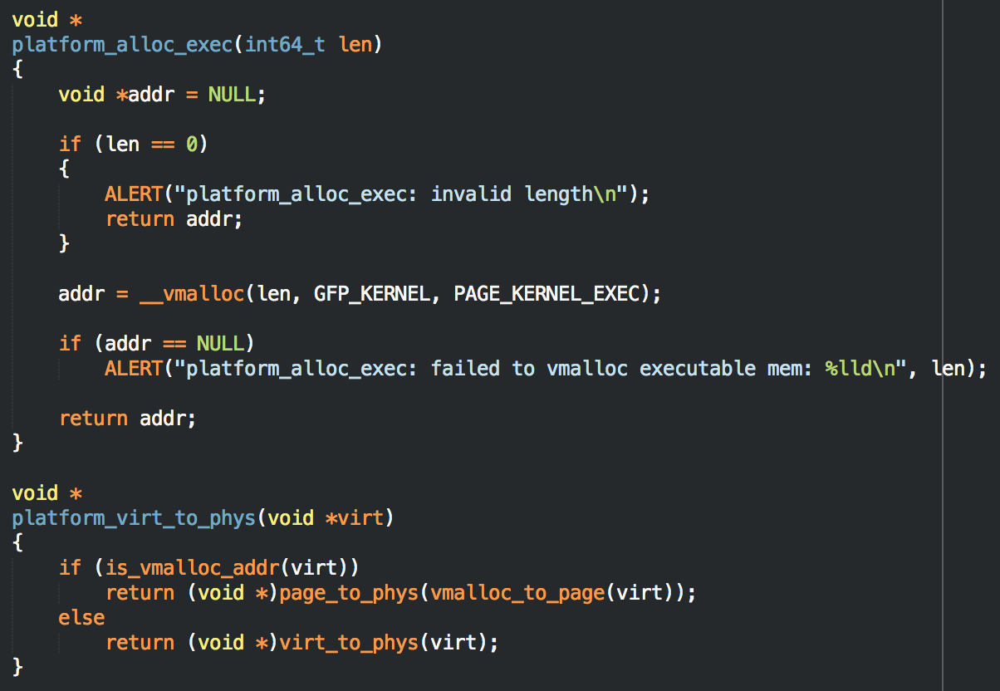 void *
platform_alloc_exec(int64_t len)
{
    void *addr = NULL;

    if (len == 0)
    {
        ALERT("platform_alloc_exec: invalid length\n");
        return addr;
    }

    addr = __vmalloc(len, GFP_KERNEL, PAGE_KERNEL_EXEC);

    if (addr == NULL)
        ALERT("platform_alloc_exec: failed to vmalloc executable mem: %lld\n", len);

    return addr;
}

void *
platform_virt_to_phys(void *virt)
{
    if (is_vmalloc_addr(virt))
        return (void *)page_to_phys(vmalloc_to_page(virt));
    else
        return (void *)virt_to_phys(virt);
}